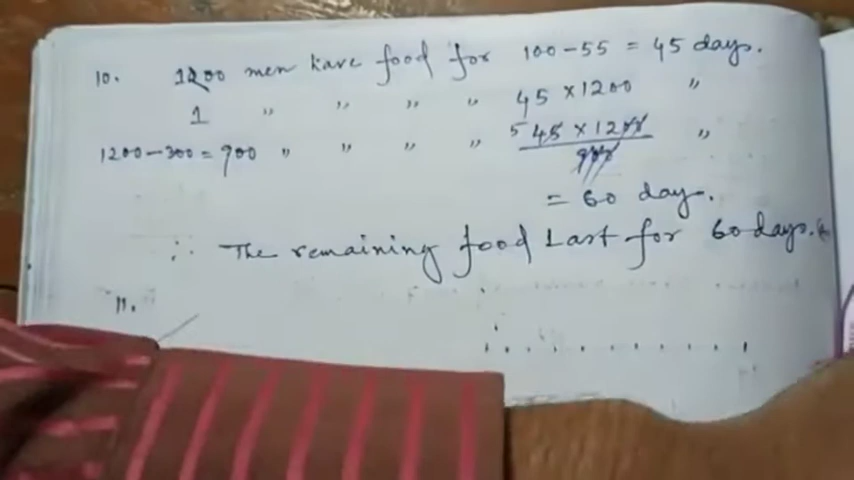 10. 1200 men have food for 100-55 = 45 days.
1 " " " " 45 × 1200 "
1200-300 = 900 " " " " 5 45 × 1200 "
900
= 60 days.
∴ The remaining food Last for 60 days.
11.